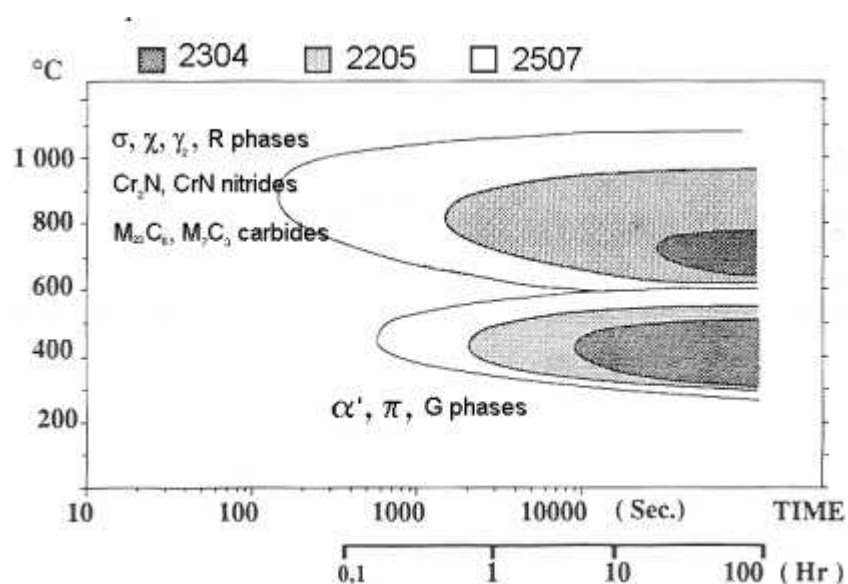 2304 2205 2507
°C
σ, χ, γ₂, R phases
1 000
Cr₂N, CrN nitrides
800
M₂₃C₆, M₇C₃ carbides
600
400
α', π, G phases
200
10 100 1000 10000 (Sec.) TIME
0,1 1 10 100 (Hr)